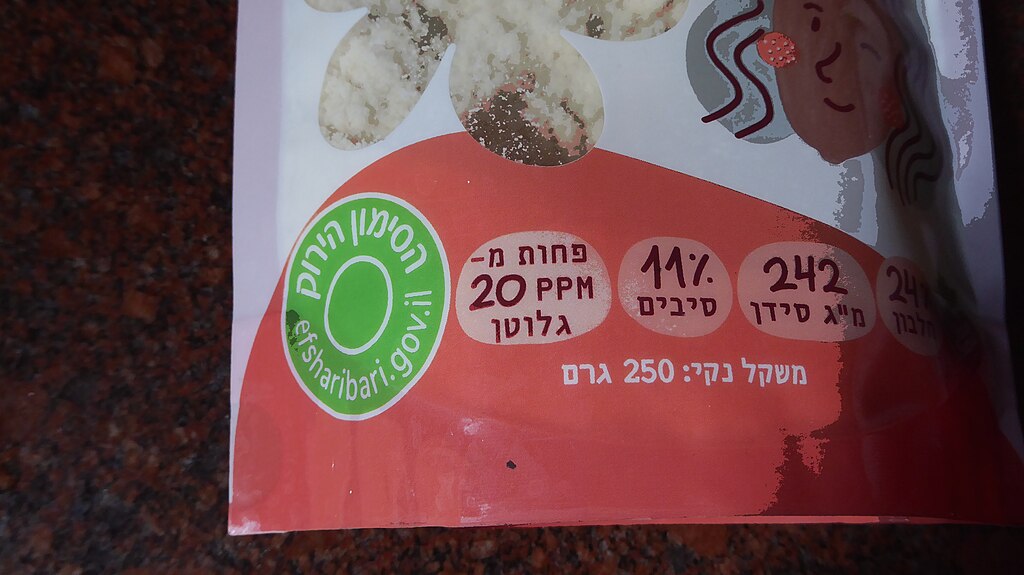 הסימון הירוק
efsharibari.gov.il
פחות מ-
20 PPM
גלוטן
11%
סיבים
242
מ"ג סידן
משקל נקי: 250 גרם